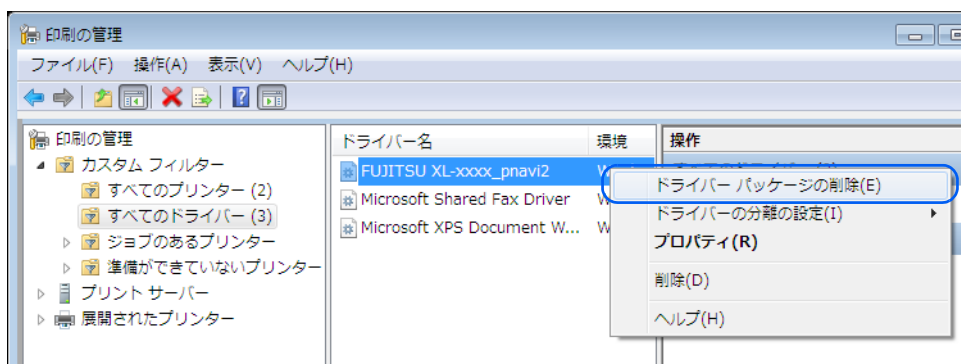 印刷の管理
ファイル(F) 操作(A) 表示(V) ヘルプ(H)
印刷の管理
カスタム フィルター
すべてのプリンター (2)
すべてのドライバー (3)
ジョブのあるプリンター
準備ができていないプリンター
プリント サーバー
展開されたプリンター
ドライバー名 環境
FUJITSU XL-xxxx_pnavi2 W
Microsoft Shared Fax Driver W
Microsoft XPS Document W... W
操作
ドライバー パッケージの削除(E)
ドライバーの分離の設定(I)
プロパティ(R)
削除(D)
ヘルプ(H)